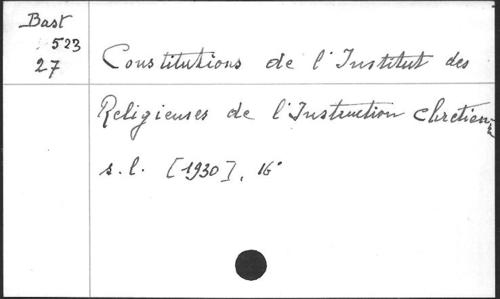 Bast
523
27
Constitutions de l'Institut des
Religieuses de l'Instruction chrétienne
s.l. [1930], 16°